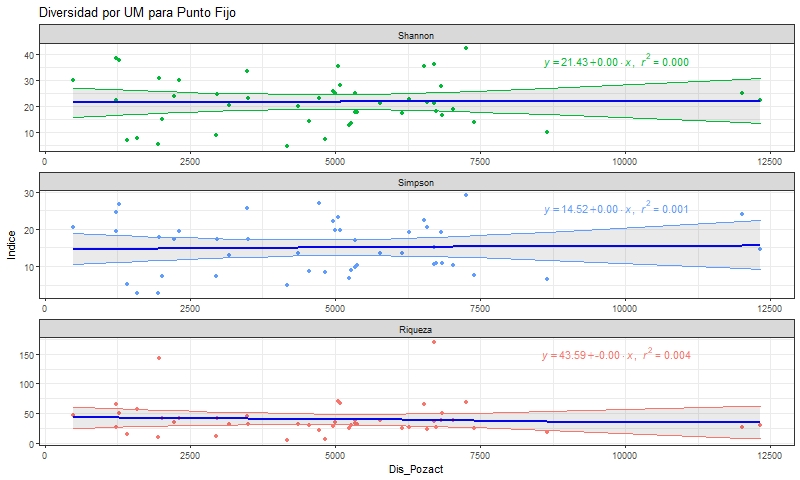 Diversidad por UM para Punto Fijo
Shannon
y = 21.43+0.00 · x, r² = 0.000
40
30
20
10
0 2500 5000 7500 10000 12500
Simpson
y = 14.52+0.00 · x, r² = 0.001
30
20
10
0 2500 5000 7500 10000 12500
Indice
Riqueza
y = 43.59+-0.00 · x, r² = 0.004
150
100
50
0
0 2500 5000 7500 10000 12500
Dis_Pozact